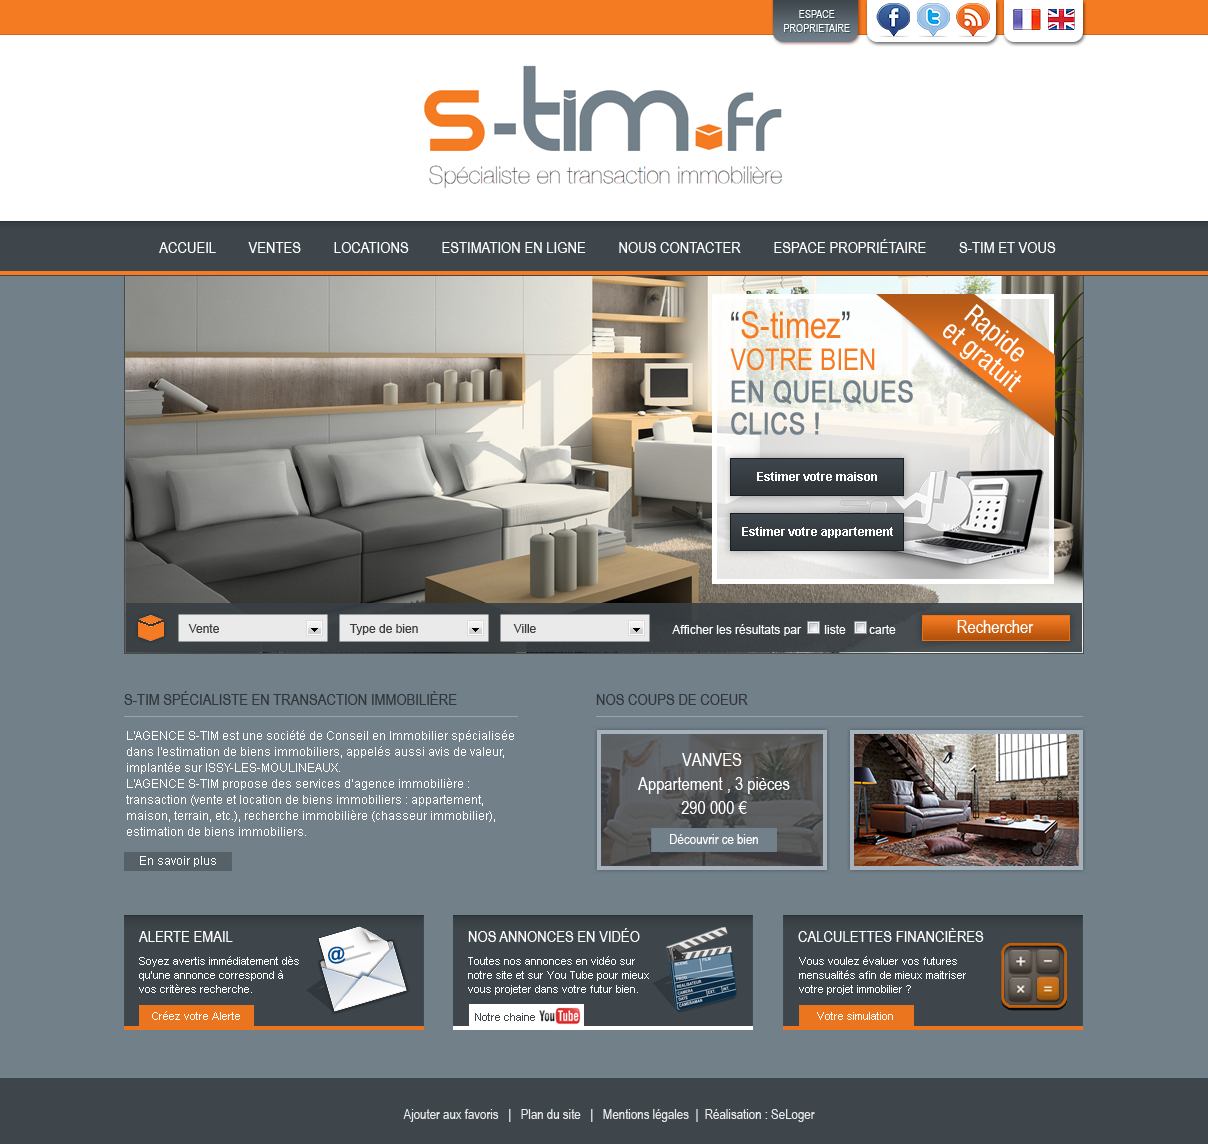 ESPACE
PROPRIETAIRE
s-tim.fr
Spécialiste en transaction immobilière
ACCUEIL VENTES LOCATIONS ESTIMATION EN LIGNE NOUS CONTACTER ESPACE PROPRIÉTAIRE S-TIM ET VOUS
“S-timez”
VOTRE BIEN
EN QUELQUES
CLICS !
Rapide
et gratuit
Estimer votre maison
Estimer votre appartement
Vente Type de bien Ville Afficher les résultats par liste carte Rechercher
S-TIM SPÉCIALISTE EN TRANSACTION IMMOBILIÈRE
L'AGENCE S-TIM est une société de Conseil en Immobilier spécialisée
dans l'estimation de biens immobiliers, appelés aussi avis de valeur,
implantée sur ISSY-LES-MOULINEAUX.
L'AGENCE S-TIM propose des services d'agence immobilière :
transaction (vente et location de biens immobiliers : appartement,
maison, terrain, etc.), recherche immobilière (chasseur immobilier),
estimation de biens immobiliers.
En savoir plus
NOS COUPS DE COEUR
VANVES
Appartement , 3 pièces
290 000 €
Découvrir ce bien
ALERTE EMAIL
Soyez avertis immédiatement dès
qu'une annonce correspond à
vos critères recherche.
Créez votre Alerte
NOS ANNONCES EN VIDÉO
Toutes nos annonces en vidéo sur
notre site et sur You Tube pour mieux
vous projeter dans votre futur bien.
Notre chaine YouTube
CALCULETTES FINANCIÈRES
Vous voulez évaluer vos futures
mensualités afin de mieux maitriser
votre projet immobilier ?
Votre simulation
Ajouter aux favoris | Plan du site | Mentions légales | Réalisation : SeLoger